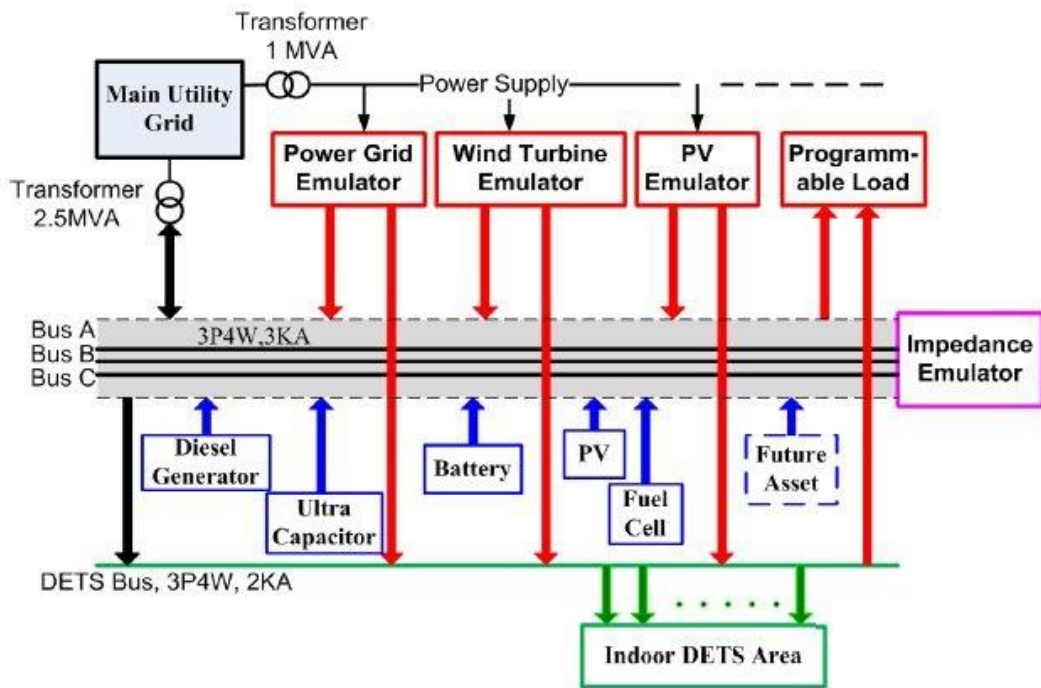 Transformer
1 MVA
Main Utility
Grid
Power Supply
Power Grid
Emulator
Wind Turbine
Emulator
PV
Emulator
Programm-
able Load
Transformer
2.5MVA
Bus A
3P4W,3KA
Bus B
Bus C
Impedance
Emulator
Diesel
Generator
Ultra
Capacitor
Battery
PV
Fuel
Cell
Future
Asset
DETS Bus, 3P4W, 2KA
Indoor DETS Area